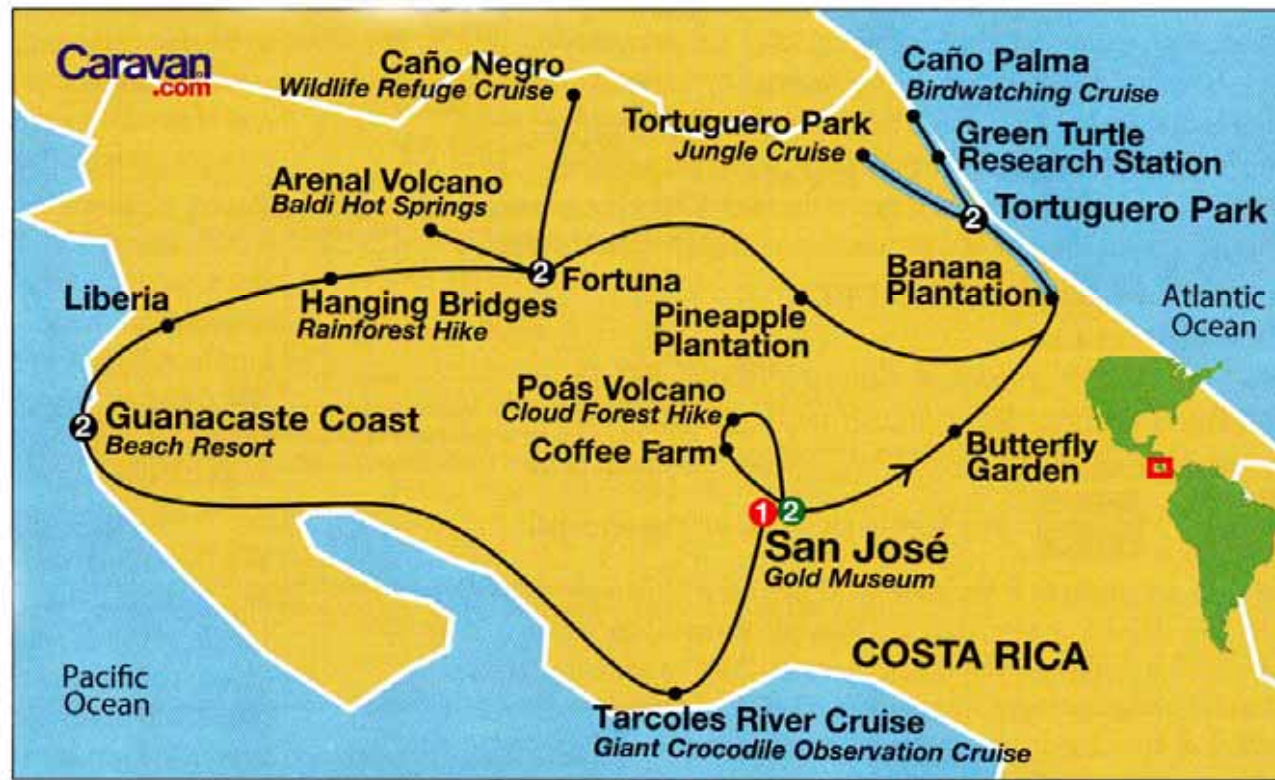 Caravan
.com
Caño Negro
Wildlife Refuge Cruise
Caño Palma
Birdwatching Cruise
Tortuguero Park
Jungle Cruise
Green Turtle
Research Station
Arenal Volcano
Baldi Hot Springs
2 Tortuguero Park
2 Fortuna
Banana
Plantation
Atlantic
Ocean
Liberia
Hanging Bridges
Rainforest Hike
Pineapple
Plantation
Poás Volcano
Cloud Forest Hike
2 Guanacaste Coast
Beach Resort
Coffee Farm
Butterfly
Garden
1 2
San José
Gold Museum
COSTA RICA
Pacific
Ocean
Tarcoles River Cruise
Giant Crocodile Observation Cruise